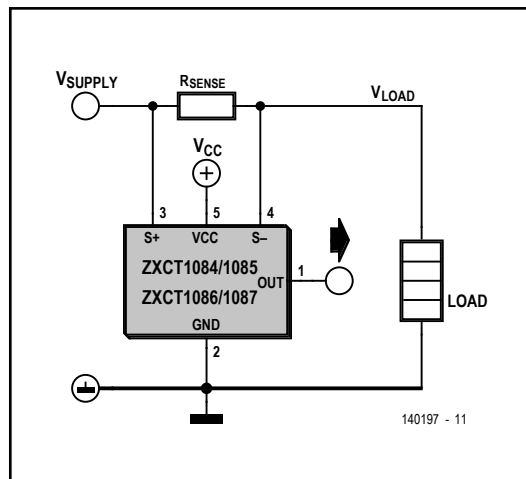 VSUPPLY
RSENSE
VLOAD
VCC
3
5
4
S+
VCC
S–
ZXCT1084/1085
OUT
1
ZXCT1086/1087
GND
2
LOAD
140197 - 11